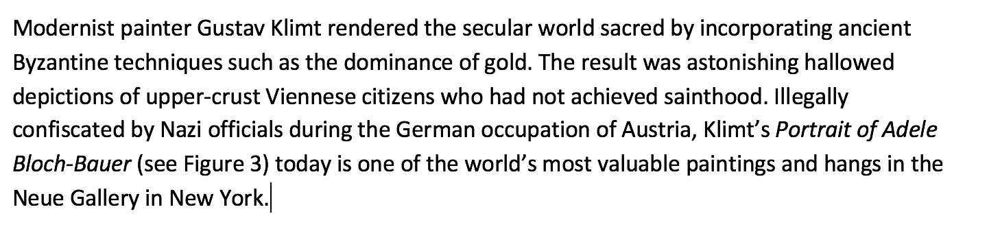 Modernist painter Gustav Klimt rendered the secular world sacred by incorporating ancient
Byzantine techniques such as the dominance of gold. The result was astonishing hallowed
depictions of upper-crust Viennese citizens who had not achieved sainthood. Illegally
confiscated by Nazi officials during the German occupation of Austria, Klimt’s Portrait of Adele
Bloch-Bauer (see Figure 3) today is one of the world’s most valuable paintings and hangs in the
Neue Gallery in New York.